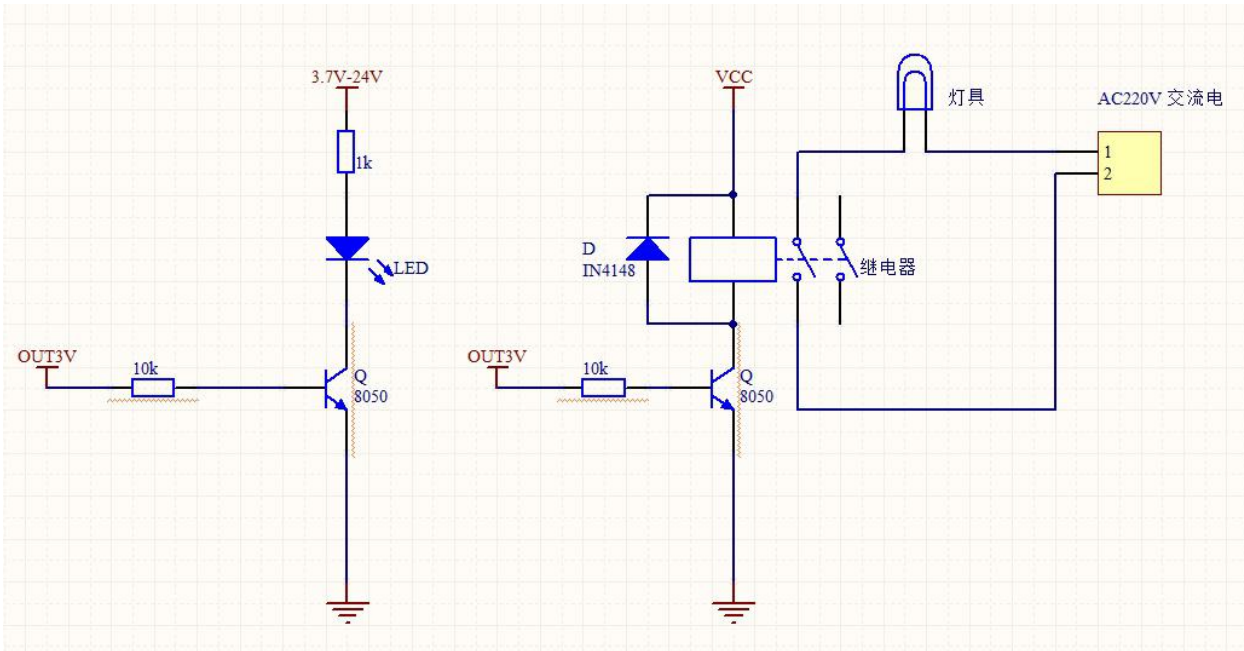 3.7V-24V
1k
LED
OUT3V
10k
Q
8050
VCC
D
IN4148
继电器
OUT3V
10k
Q
8050
灯具
AC220V 交流电
1
2